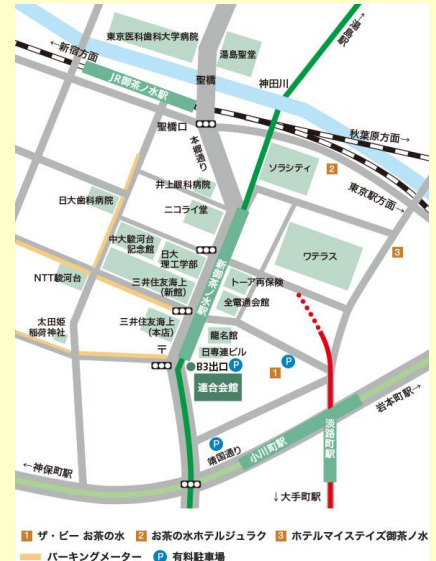 東京医科歯科大学病院
湯島聖堂
→湯島駅
←新宿方面
聖橋
JR御茶ノ水駅
神田川
聖橋口
秋葉原方面→
本郷通り
ソラシティ
2
東京駅方面→
井上眼科病院
日大歯科病院
ニコライ堂
中大駿河台
記念館
日大
理工学部
ワテラス
3
新御茶ノ水駅
NTT駿河台
三井住友海上
(新館)
トーア再保険
全電通会館
太田姫
稲荷神社
三井住友海上
(本店)
龍名館
〒
日専連ビル
B3出口
P
P
1
連合会館
岩本町駅→
P
靖国通り
小川町駅
淡路町駅
←神保町駅
↓大手町駅
1 ザ・ビー お茶の水 2 お茶の水ホテルジュラク 3 ホテルマイステイズ御茶ノ水
パーキングメーター P 有料駐車場